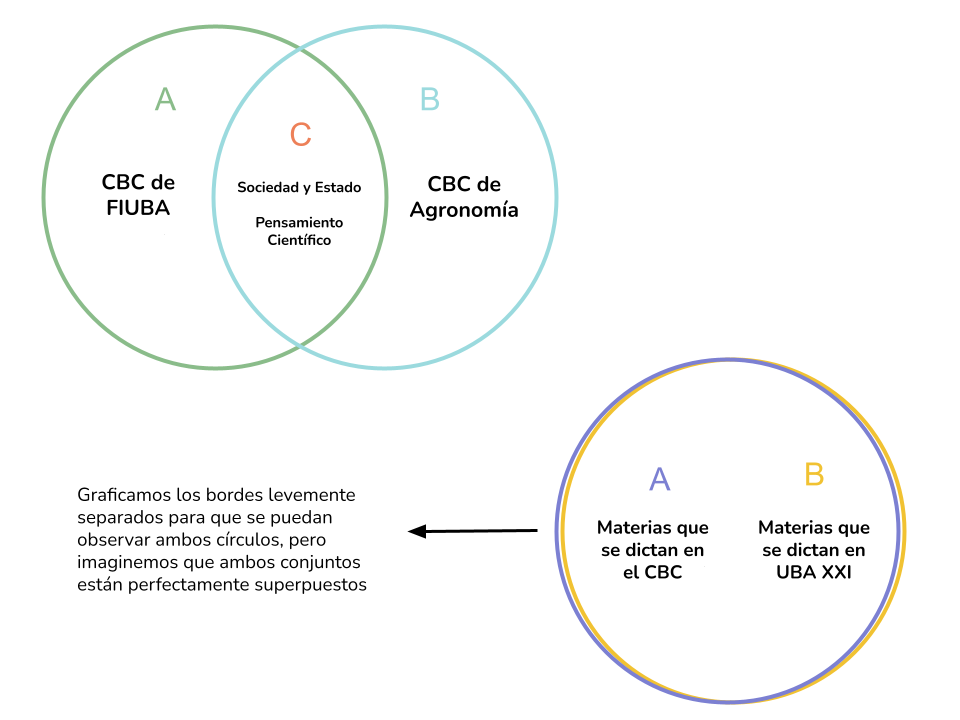 A
B
C
CBC de
FIUBA
Sociedad y Estado
Pensamiento
Científico
CBC de
Agronomía
Graficamos los bordes levemente
separados para que se puedan
observar ambos círculos, pero
imaginemos que ambos conjuntos
están perfectamente superpuestos
A
Materias que
se dictan en
el CBC
B
Materias que
se dictan en
UBA XXI